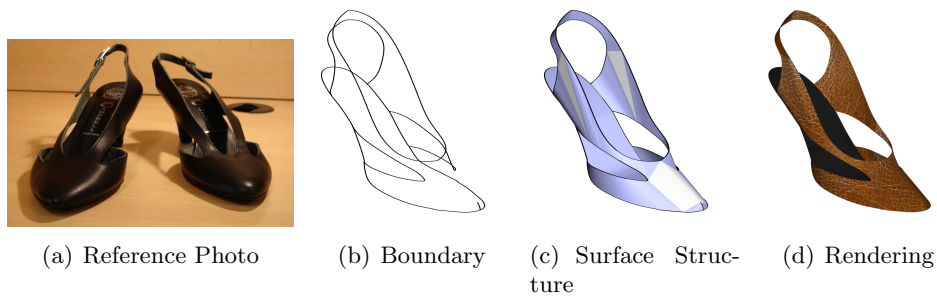 (a) Reference Photo
(b) Boundary
(c) Surface Struc-
ture
(d) Rendering